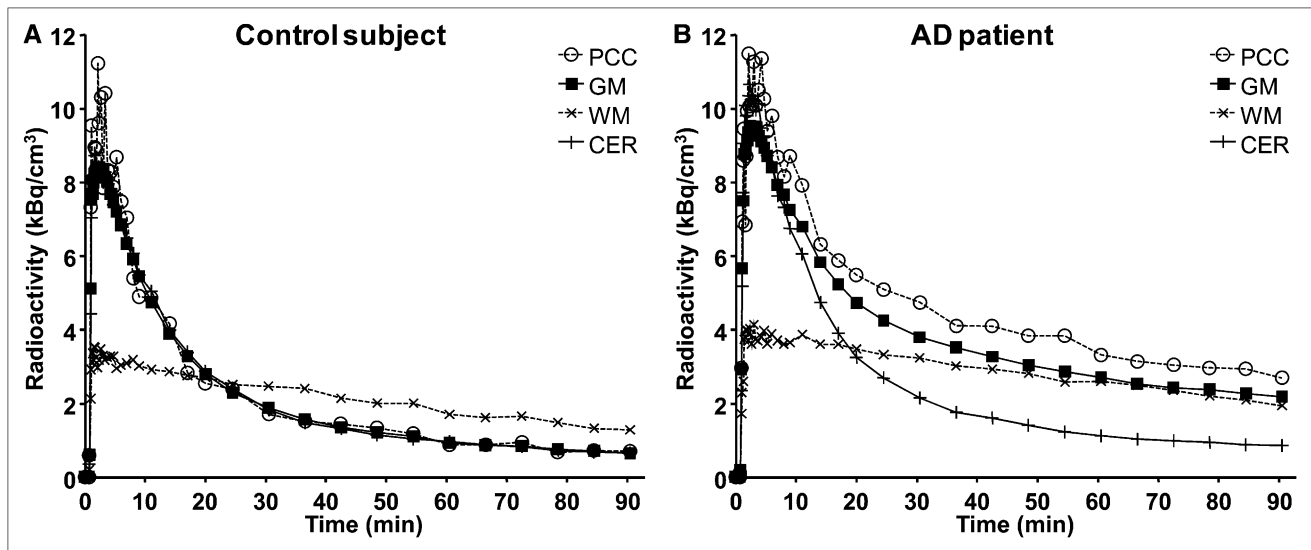 A
Control subject
12
10
8
6
4
2
0
Radioactivity (kBq/cm³)
PCC
GM
WM
CER
0 10 20 30 40 50 60 70 80 90
Time (min)
B
AD patient
12
10
8
6
4
2
0
Radioactivity (kBq/cm³)
PCC
GM
WM
CER
0 10 20 30 40 50 60 70 80 90
Time (min)